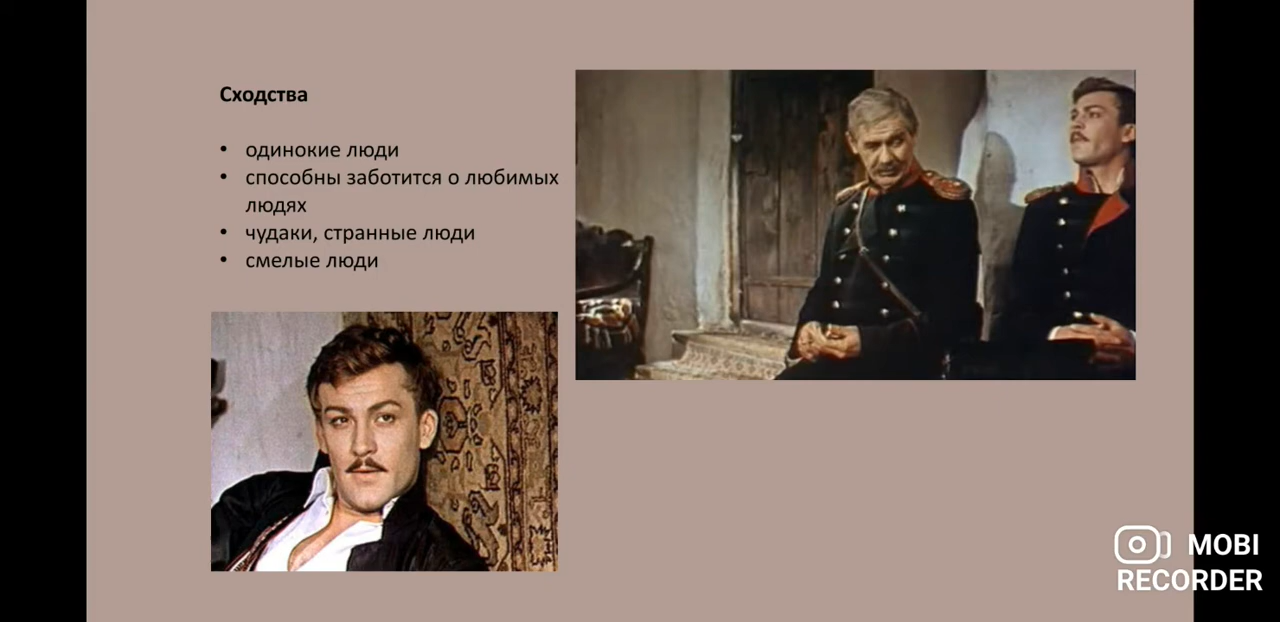 Сходства
• одинокие люди
• способны заботится о любимых
людях
• чудаки, странные люди
• смелые люди
MOBI
RECORDER